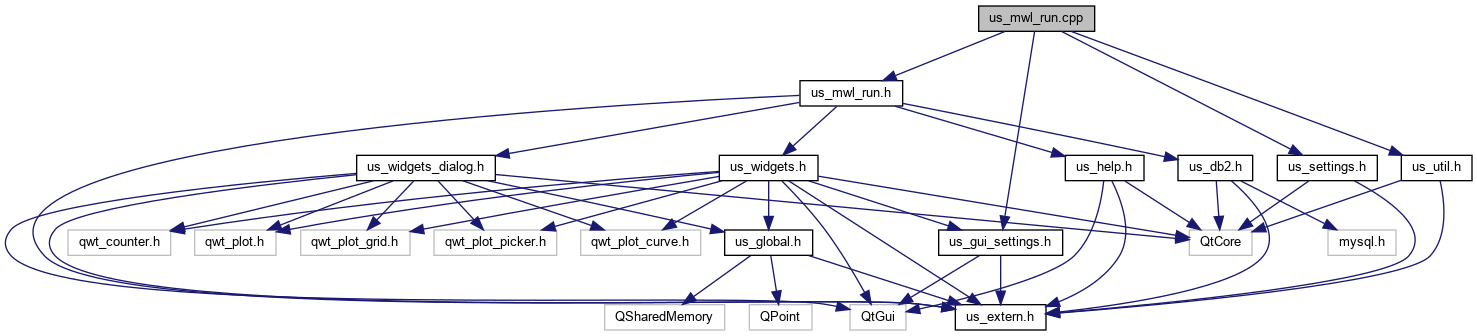 us_mwl_run.cpp
us_mwl_run.h
us_widgets_dialog.h
us_widgets.h
us_help.h
us_db2.h
us_settings.h
us_util.h
qwt_counter.h
qwt_plot.h
qwt_plot_grid.h
qwt_plot_picker.h
qwt_plot_curve.h
us_global.h
us_gui_settings.h
QtCore
mysql.h
QSharedMemory
QPoint
QtGui
us_extern.h